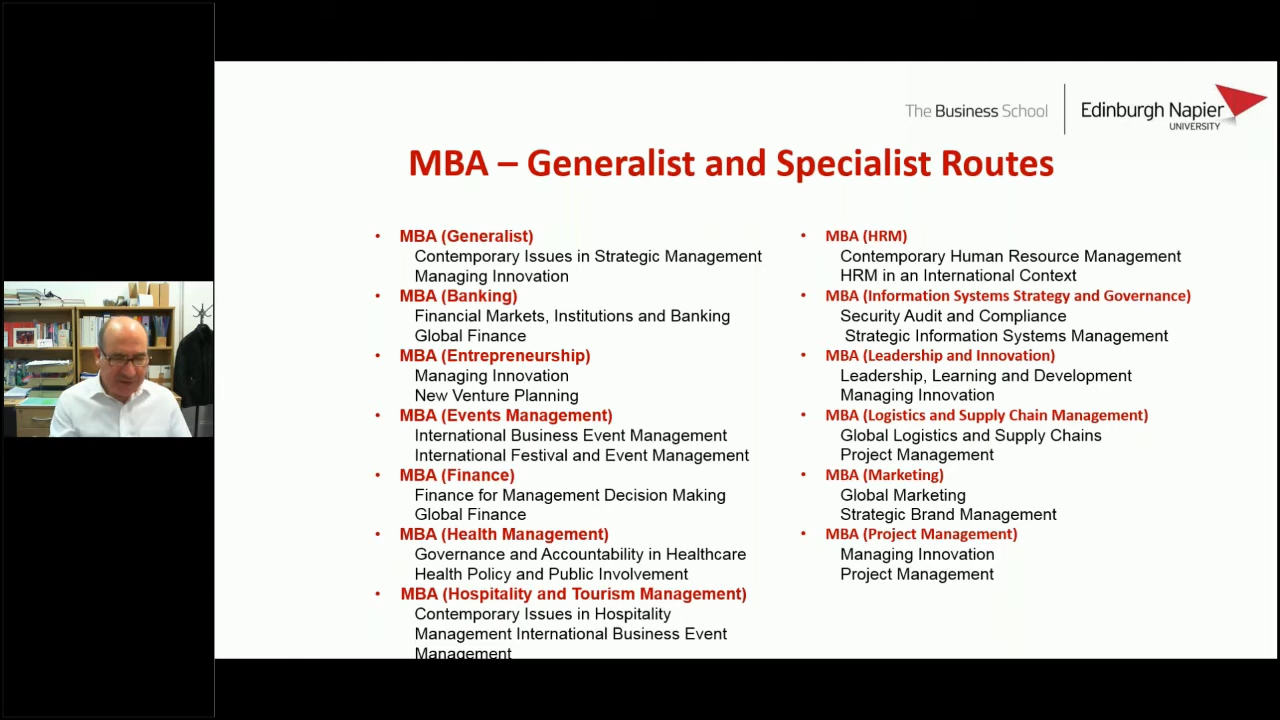 The Business School
Edinburgh Napier
UNIVERSITY
MBA – Generalist and Specialist Routes
• MBA (Generalist)
Contemporary Issues in Strategic Management
Managing Innovation
• MBA (Banking)
Financial Markets, Institutions and Banking
Global Finance
• MBA (Entrepreneurship)
Managing Innovation
New Venture Planning
• MBA (Events Management)
International Business Event Management
International Festival and Event Management
• MBA (Finance)
Finance for Management Decision Making
Global Finance
• MBA (Health Management)
Governance and Accountability in Healthcare
Health Policy and Public Involvement
• MBA (Hospitality and Tourism Management)
Contemporary Issues in Hospitality
Management International Business Event
Management
• MBA (HRM)
Contemporary Human Resource Management
HRM in an International Context
• MBA (Information Systems Strategy and Governance)
Security Audit and Compliance
Strategic Information Systems Management
• MBA (Leadership and Innovation)
Leadership, Learning and Development
Managing Innovation
• MBA (Logistics and Supply Chain Management)
Global Logistics and Supply Chains
Project Management
• MBA (Marketing)
Global Marketing
Strategic Brand Management
• MBA (Project Management)
Managing Innovation
Project Management